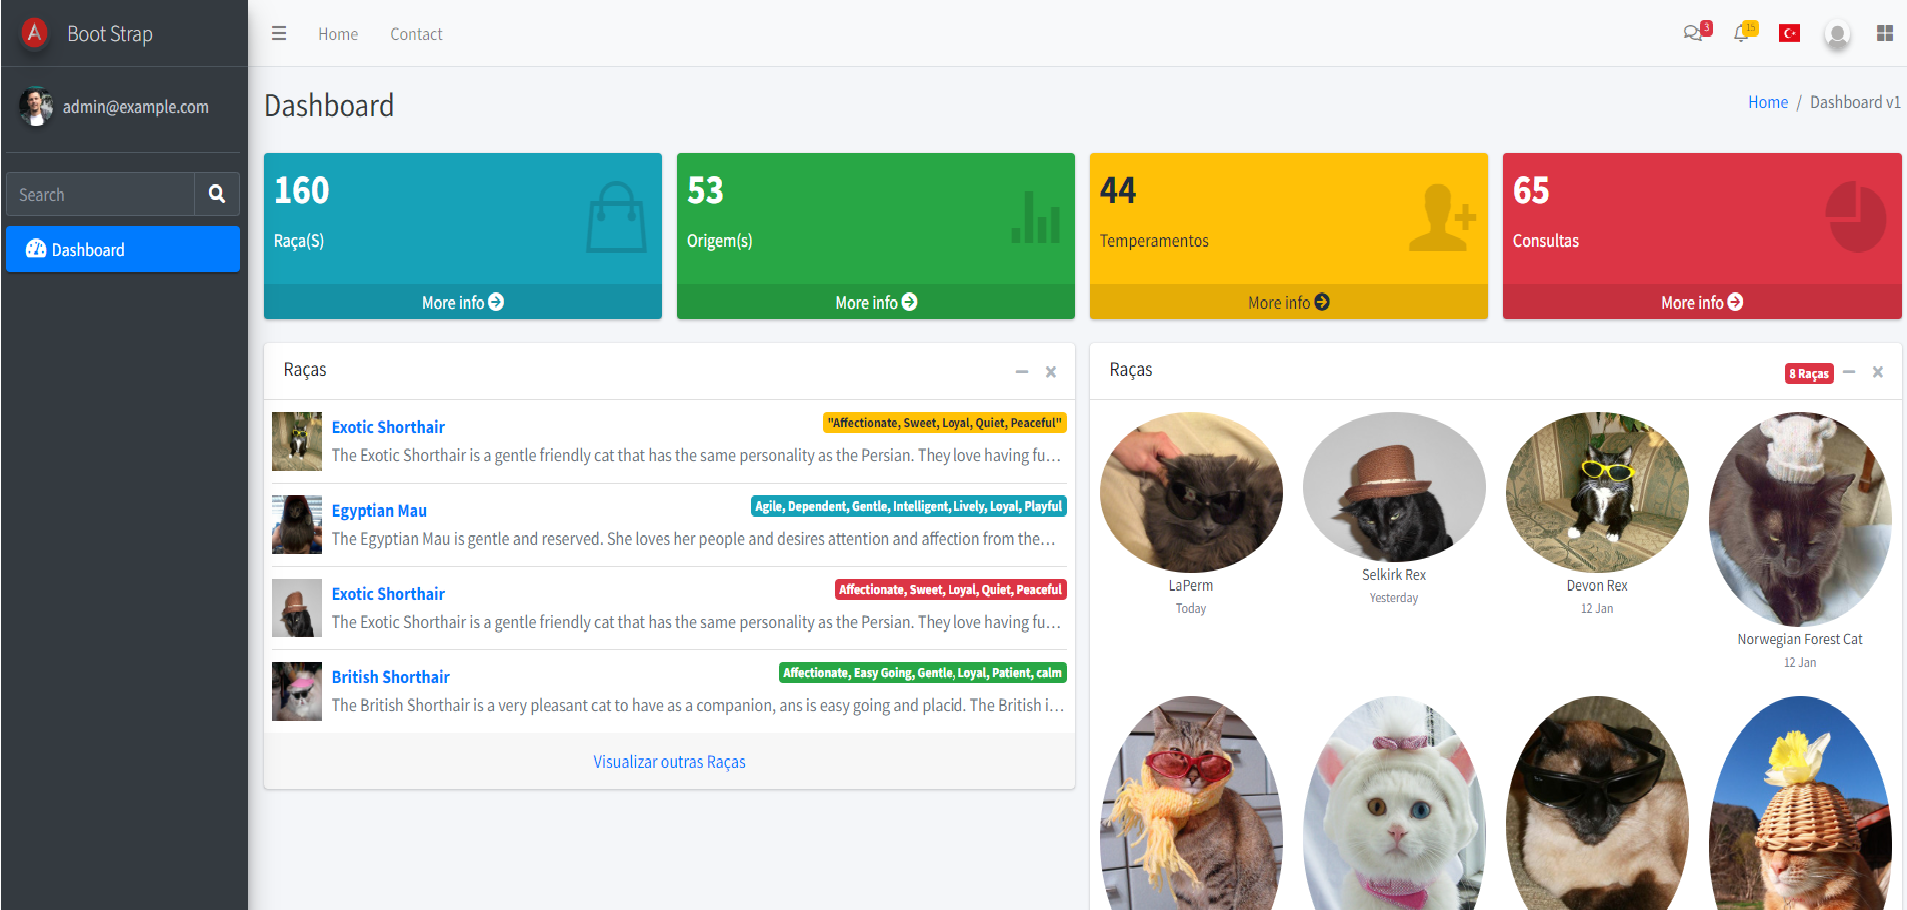 A Boot Strap
Home Contact
3
15
admin@example.com
Search
Dashboard
Dashboard
Home / Dashboard v1
160
Raça(S)
More info
53
Origem(s)
More info
44
Temperamentos
More info
65
Consultas
More info
Raças
Exotic Shorthair
"Affectionate, Sweet, Loyal, Quiet, Peaceful"
The Exotic Shorthair is a gentle friendly cat that has the same personality as the Persian. They love having fu...
Egyptian Mau
Agile, Dependent, Gentle, Intelligent, Lively, Loyal, Playful
The Egyptian Mau is gentle and reserved. She loves her people and desires attention and affection from the...
Exotic Shorthair
Affectionate, Sweet, Loyal, Quiet, Peaceful
The Exotic Shorthair is a gentle friendly cat that has the same personality as the Persian. They love having fu...
British Shorthair
Affectionate, Easy Going, Gentle, Loyal, Patient, calm
The British Shorthair is a very pleasant cat to have as a companion, ans is easy going and placid. The British i...
Visualizar outras Raças
Raças
8 Raças
LaPerm
Today
Selkirk Rex
Yesterday
Devon Rex
12 Jan
Norwegian Forest Cat
12 Jan